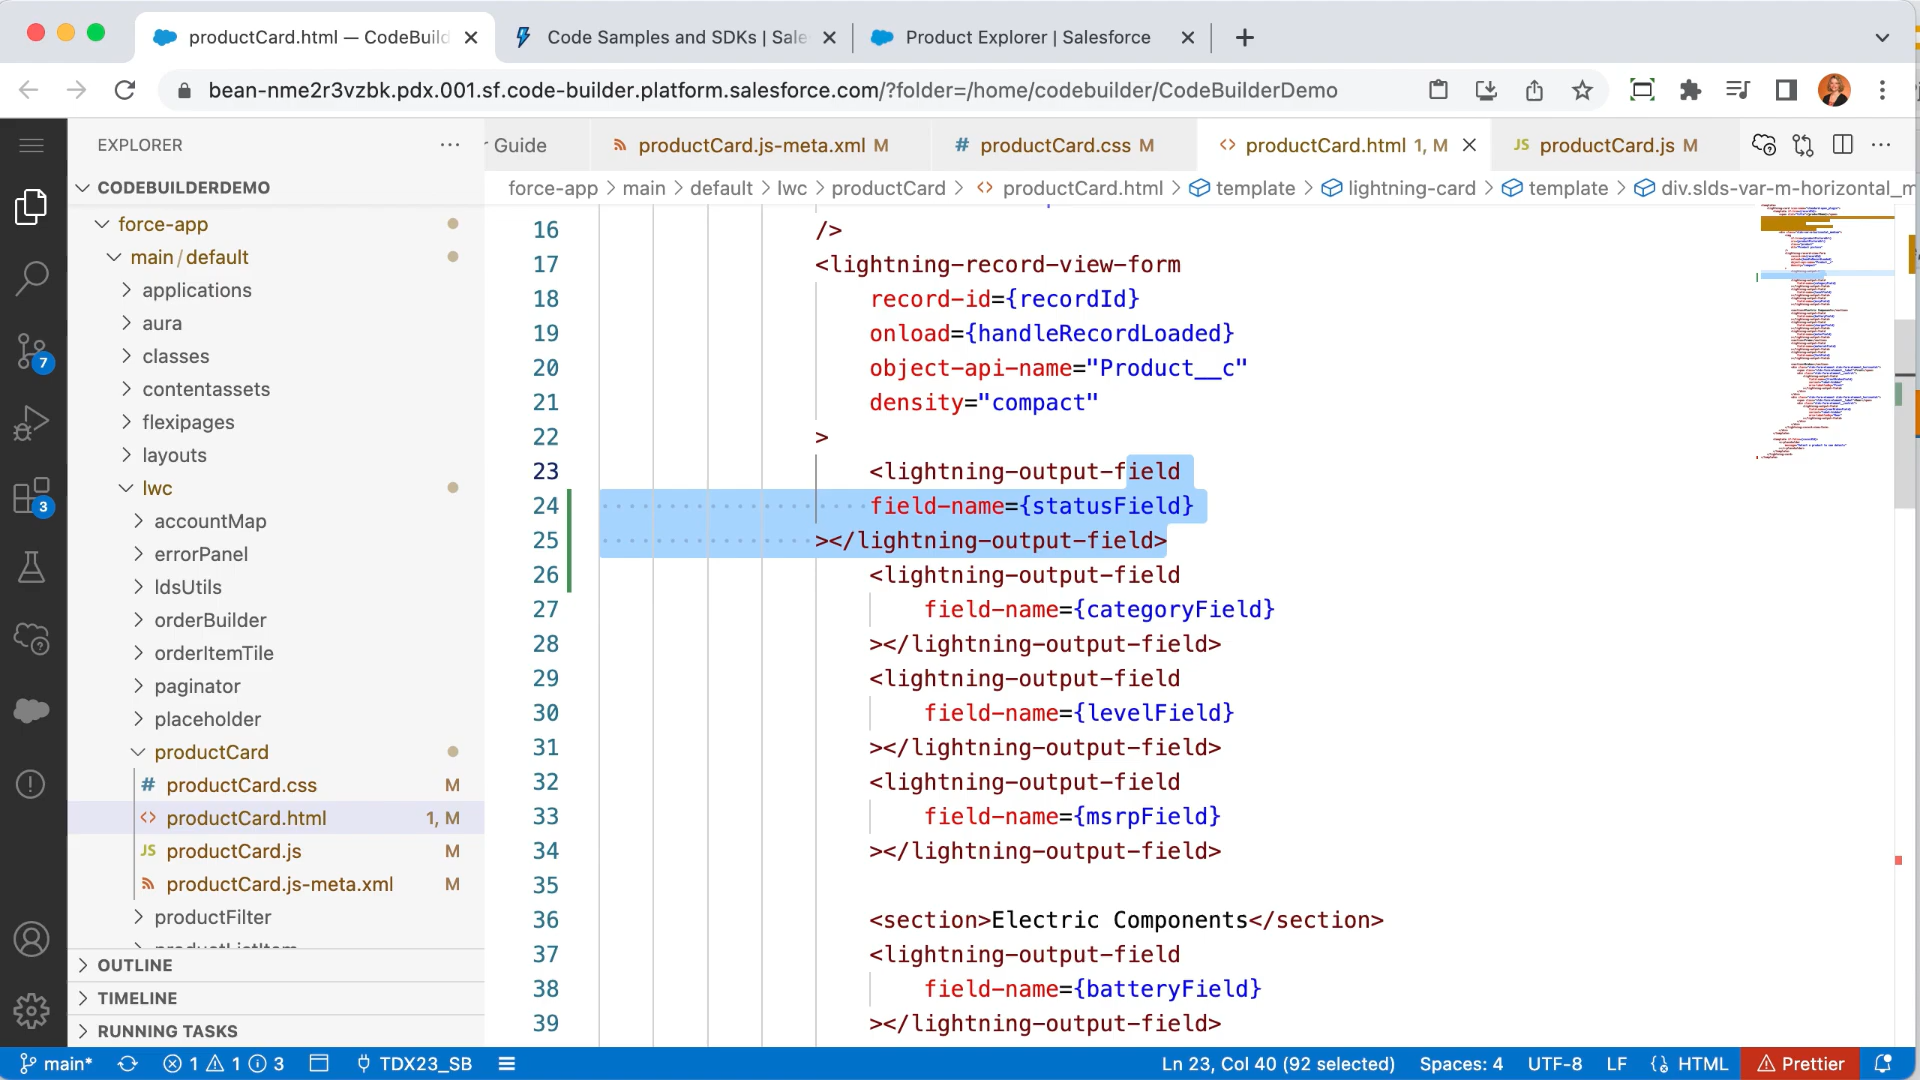 productCard.html — CodeBuild
Code Samples and SDKs | Sale
Product Explorer | Salesforce
bean-nme2r3vzbk.pdx.001.sf.code-builder.platform.salesforce.com/?folder=/home/codebuilder/CodeBuilderDemo
EXPLORER
Guide
productCard.js-meta.xml M
# productCard.css M
<> productCard.html 1, M
JS productCard.js M
CODEBUILDERDEMO
force-app > main > default > lwc > productCard > <> productCard.html > template > lightning-card > template > div.slds-var-m-horizontal_m
force-app
main / default
applications
aura
classes
contentassets
flexipages
layouts
lwc
accountMap
errorPanel
ldsUtils
orderBuilder
orderItemTile
paginator
placeholder
productCard
# productCard.css M
<> productCard.html 1, M
JS productCard.js M
productCard.js-meta.xml M
productFilter
productListItem
OUTLINE
TIMELINE
RUNNING TASKS
7
3
16 />
17 <lightning-record-view-form
18 record-id={recordId}
19 onload={handleRecordLoaded}
20 object-api-name="Product__c"
21 density="compact"
22 >
23 <lightning-output-field
24 field-name={statusField}
25 ></lightning-output-field>
26 <lightning-output-field
27 field-name={categoryField}
28 ></lightning-output-field>
29 <lightning-output-field
30 field-name={levelField}
31 ></lightning-output-field>
32 <lightning-output-field
33 field-name={msrpField}
34 ></lightning-output-field>
35
36 <section>Electric Components</section>
37 <lightning-output-field
38 field-name={batteryField}
39 ></lightning-output-field>
main* 1 1 3 TDX23_SB Ln 23, Col 40 (92 selected) Spaces: 4 UTF-8 LF {} HTML Prettier